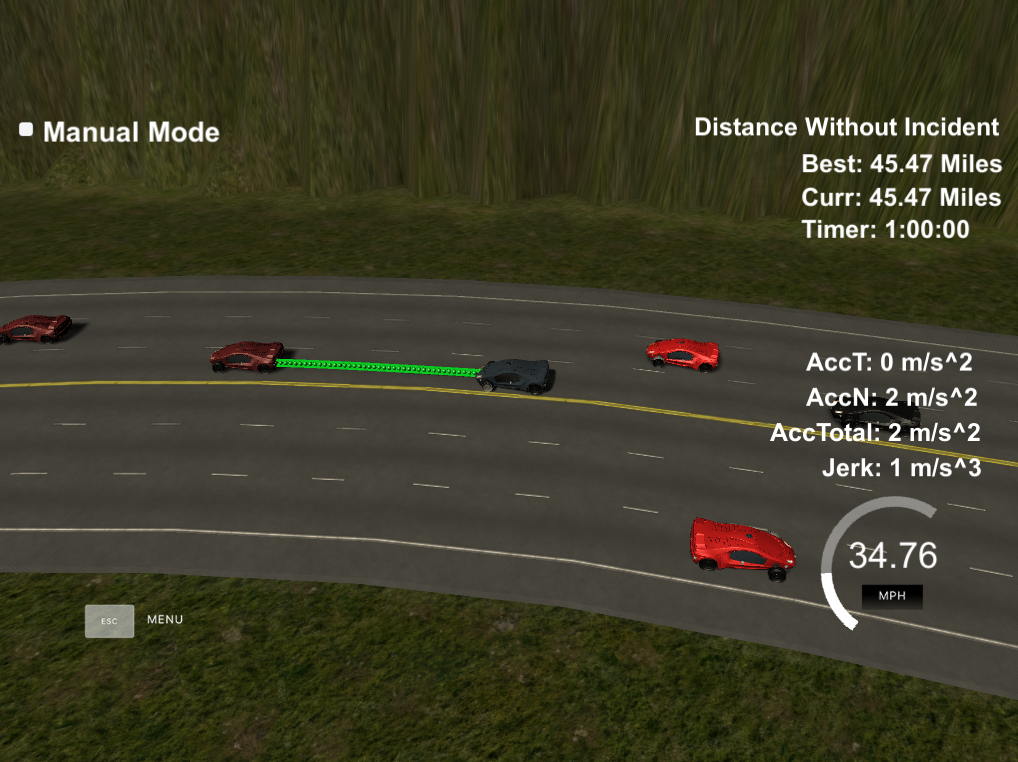 Manual Mode
Distance Without Incident
Best: 45.47 Miles
Curr: 45.47 Miles
Timer: 1:00:00
AccT: 0 m/s^2
AccN: 2 m/s^2
AccTotal: 2 m/s^2
Jerk: 1 m/s^3
34.76
MPH
ESC MENU